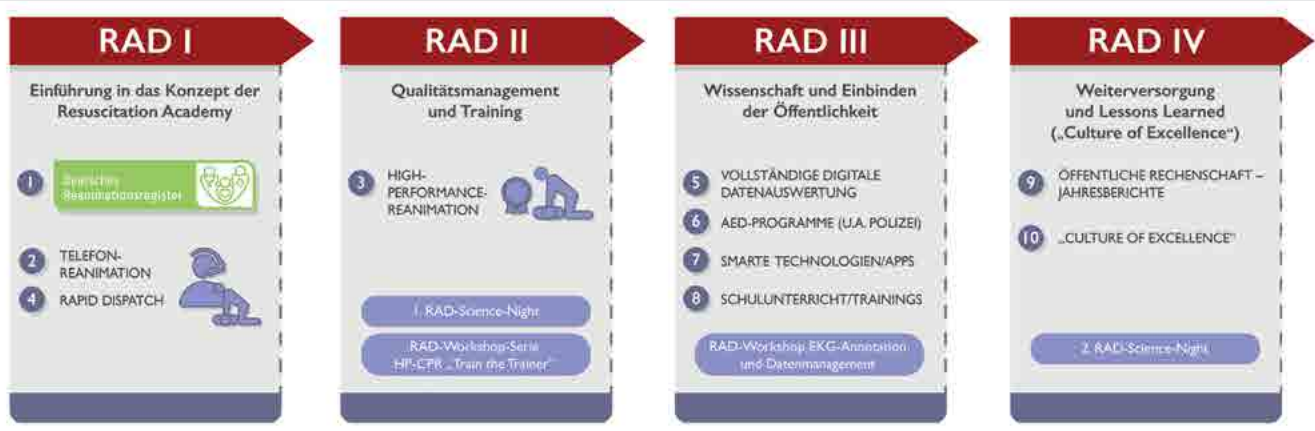 RAD I
Einführung in das Konzept der
Resuscitation Academy
1
Reanimationsregister
2
TELEFON-
REANIMATION
4
RAPID DISPATCH
RAD II
Qualitätsmanagement
und Training
3
HIGH-
PERFORMANCE-
REANIMATION
1. RAD-Science-Night
RAD-Workshop-Serie
HP-CPR „Train the Trainer“
RAD III
Wissenschaft und Einbinden
der Öffentlichkeit
5
VOLLSTÄNDIGE DIGITALE
DATENAUSWERTUNG
6
AED-PROGRAMME (U.A. POLIZEI)
7
SMARTE TECHNOLOGIEN/APPS
8
SCHULUNTERRICHT/TRAININGS
RAD-Workshop EKG-Annotation
und Datenmanagement
RAD IV
Weiterversorgung
und Lessons Learned
(„Culture of Excellence“)
9
ÖFFENTLICHE RECHENSCHAFT –
JAHRESBERICHTE
10
„CULTURE OF EXCELLENCE“
2. RAD-Science-Night